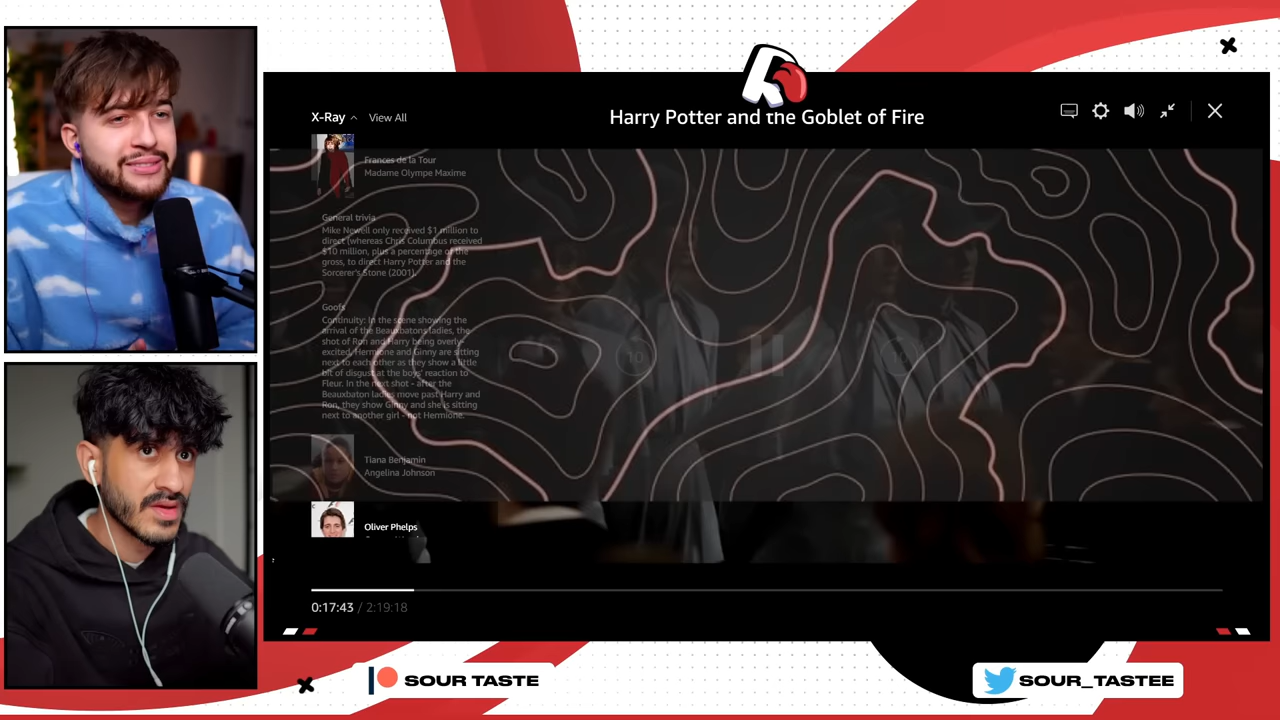 X-Ray View All
Harry Potter and the Goblet of Fire
Frances de la Tour
Madame Olympe Maxime
General trivia
Mike Newell only received $1 million to
direct (whereas Chris Columbus received
$10 million, plus a percentage of the
gross, to direct Harry Potter and the
Sorcerer's Stone (2001).
Goofs
Continuity: In the scene showing the
arrival of the Beauxbatons ladies, the
shot of Ron and Harry being overly-
excited, Hermione and Ginny are sitting
next to each other as they show a little
bit of disgust at the boys' reaction to
Fleur. In the next shot - after the
Beauxbaton ladies move past Harry and
Ron, they show Ginny and she is sitting
next to another girl - not Hermione.
10
Tiana Benjamin
Angelina Johnson
Oliver Phelps
0:17:43 / 2:19:18
SOUR TASTE
SOUR_TASTEE